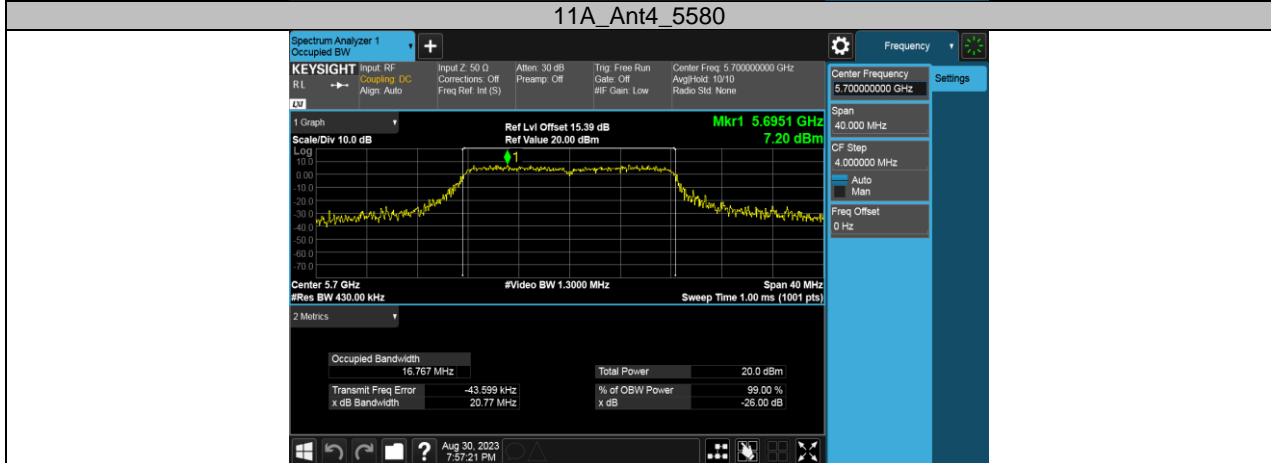 11A_Ant4_5580
Spectrum Analyzer 1
Occupied BW
+
Frequency
KEYSIGHT
RL
Input: RF
Coupling: DC
Align: Auto
Input Z: 50 Ω
Corrections: Off
Freq Ref: Int (S)
Atten: 30 dB
Preamp: Off
Trig: Free Run
Gate: Off
#IF Gain: Low
Center Freq: 5.700000000 GHz
Avg|Hold: 10/10
Radio Std: None
LXI
1 Graph
Scale/Div 10.0 dB
Ref Lvl Offset 15.39 dB
Ref Value 20.00 dBm
Mkr1 5.6951 GHz
7.20 dBm
Log
10.0
0.00
-10.0
-20.0
-30.0
-40.0
-50.0
-60.0
-70.0
1
Center 5.7 GHz
#Res BW 430.00 kHz
#Video BW 1.3000 MHz
Span 40 MHz
Sweep Time 1.00 ms (1001 pts)
2 Metrics
Occupied Bandwidth
16.767 MHz
Transmit Freq Error -43.599 kHz
x dB Bandwidth 20.77 MHz
Total Power 20.0 dBm
% of OBW Power 99.00 %
x dB -26.00 dB
Center Frequency
5.700000000 GHz
Settings
Span
40.000 MHz
CF Step
4.000000 MHz
Auto
Man
Freq Offset
0 Hz
?
Aug 30, 2023
7:57:21 PM